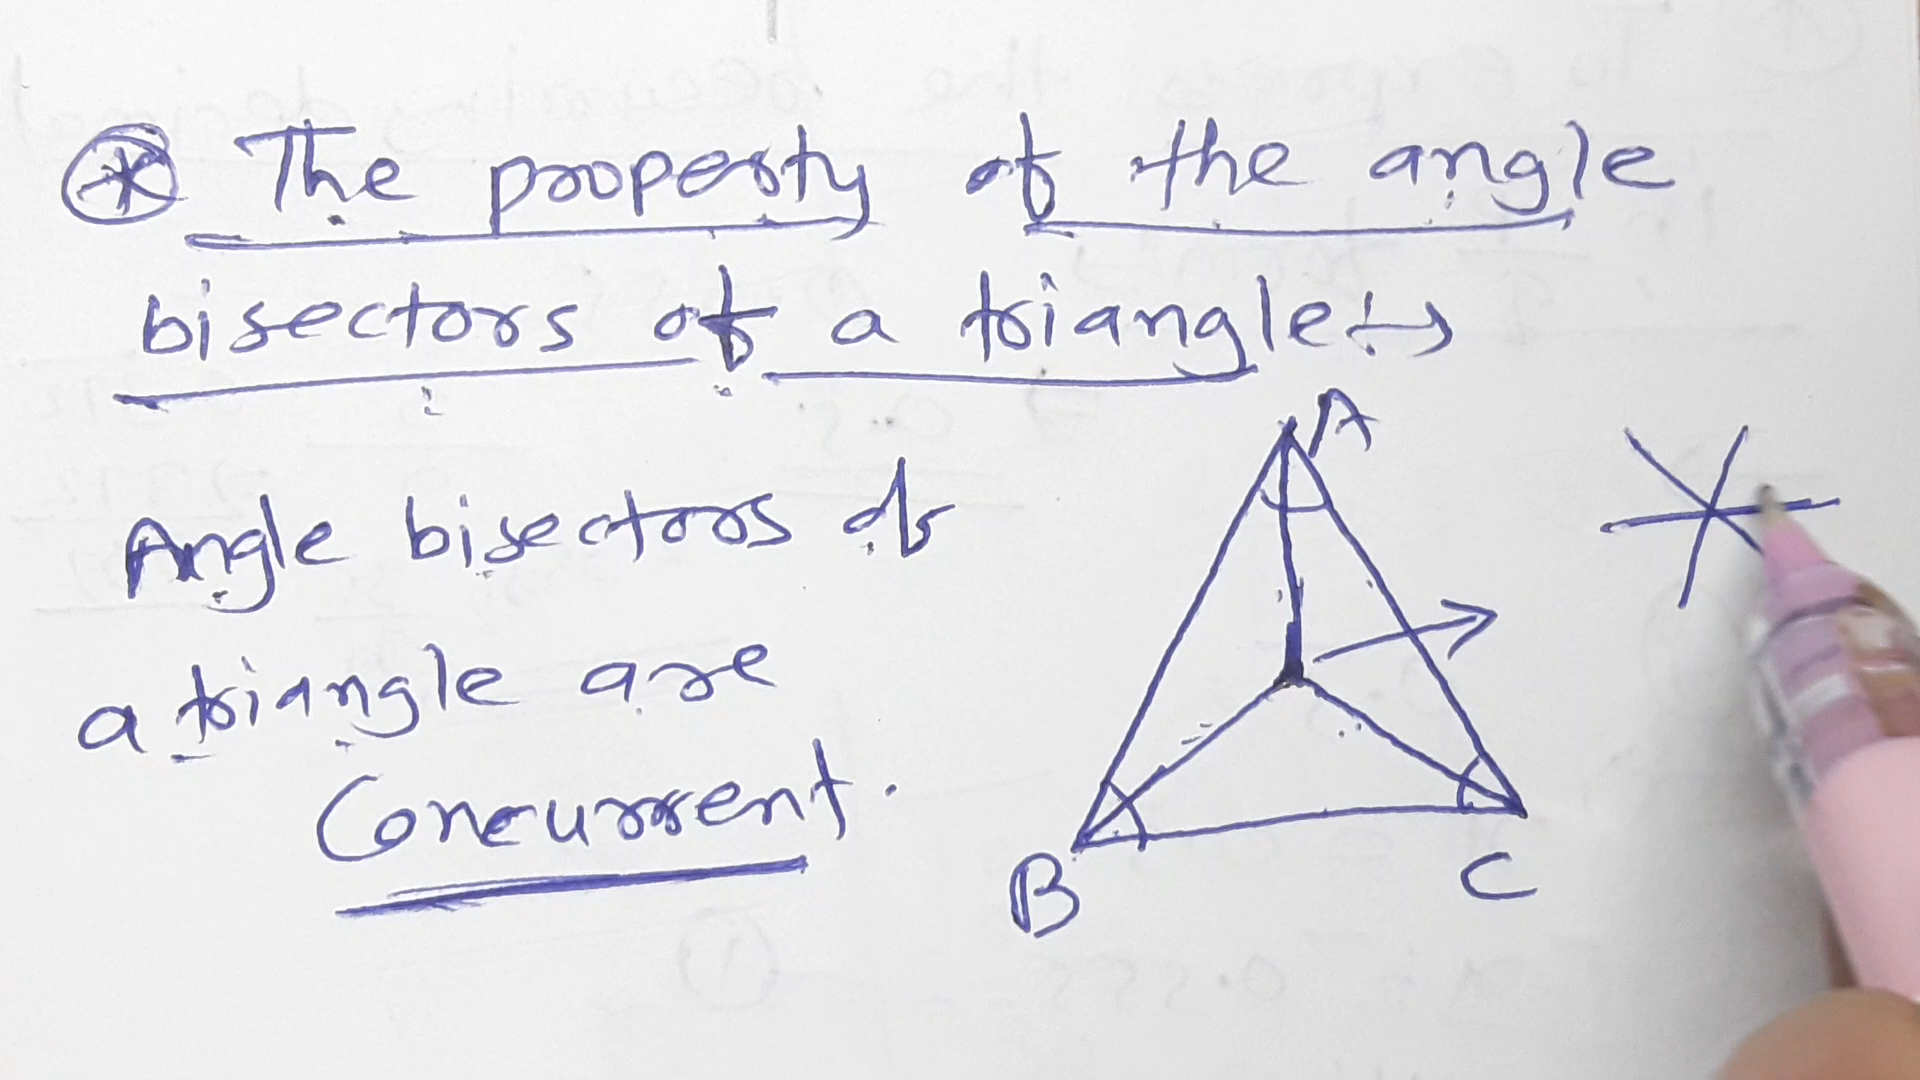 * The property of the angle
bisectors of a triangle :→
Angle bisectors of
a triangle are
Concurrent.
A
B
C